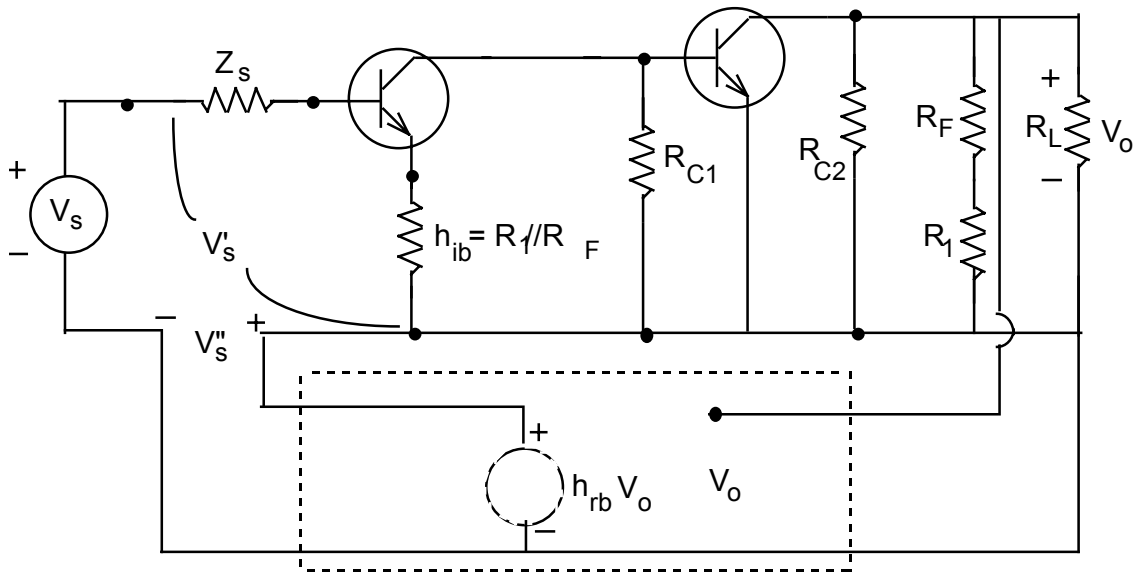 Z s
+
V s
−
V's
h ib = R 1//R F
R C1
R C2
R F
R 1
+
R L
−
V o
− V''s +
+
h rb V o
−
V o